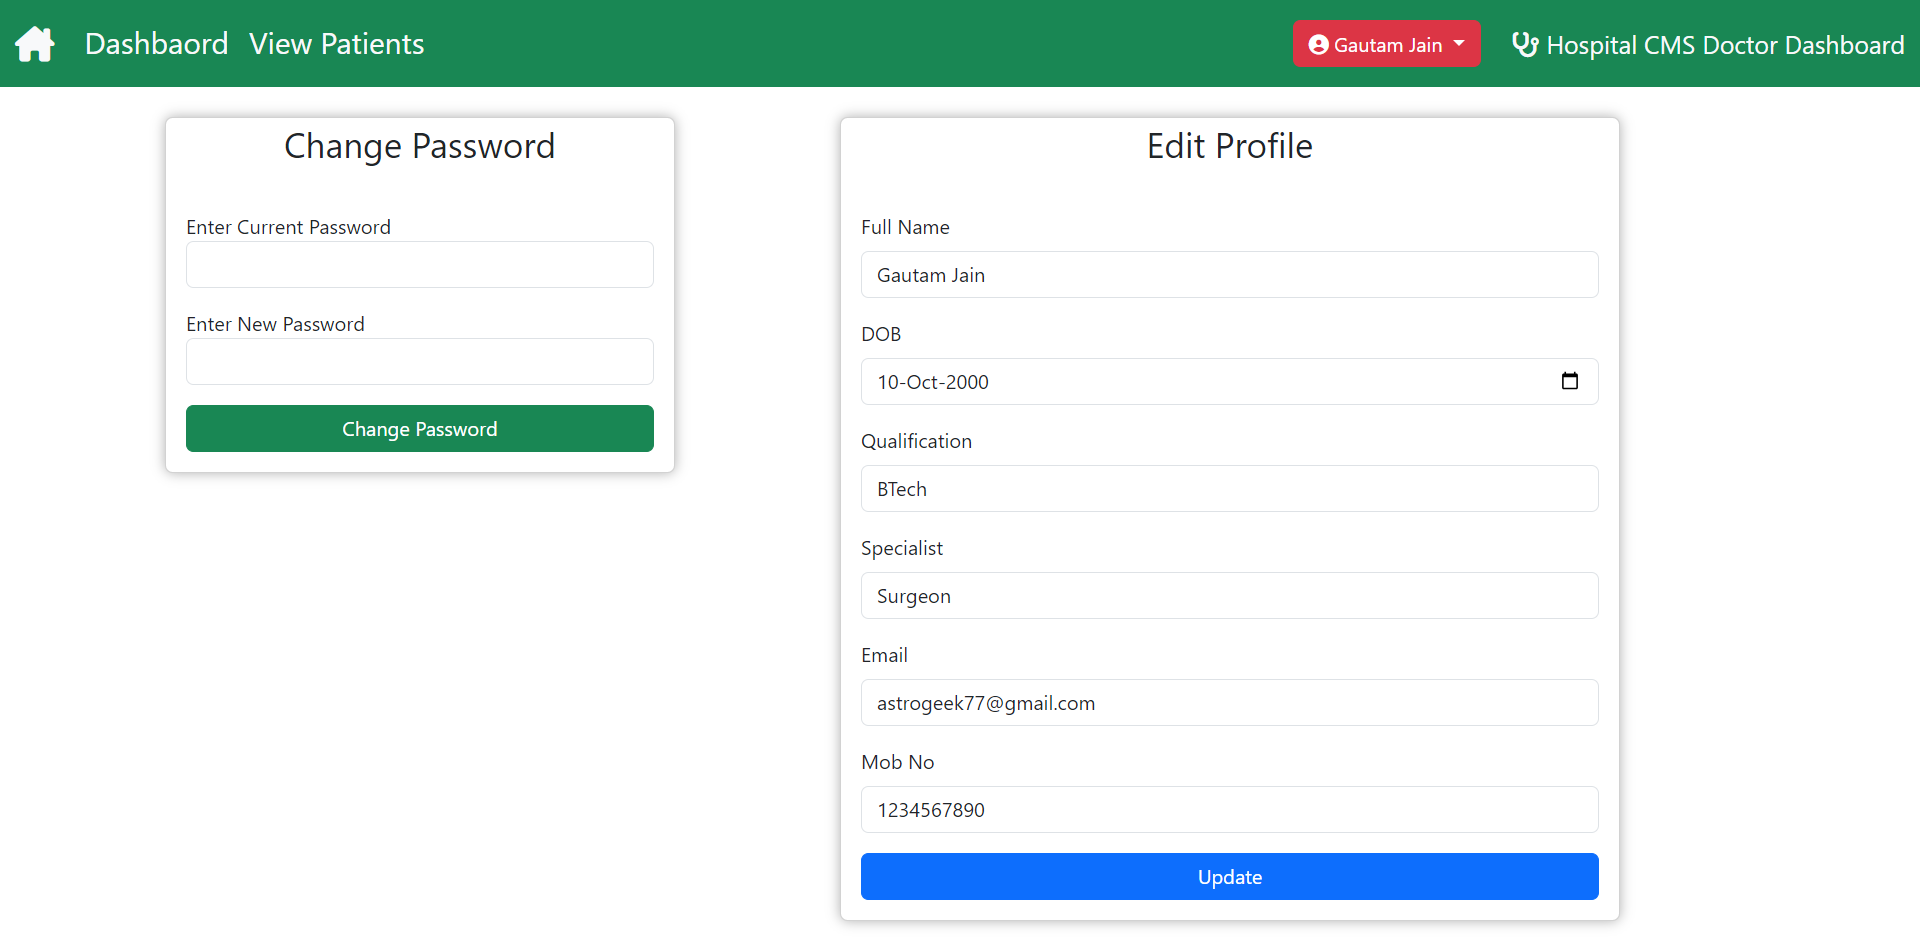 Dashbaord View Patients
Gautam Jain
Hospital CMS Doctor Dashboard
Change Password
Enter Current Password
Enter New Password
Change Password
Edit Profile
Full Name
Gautam Jain
DOB
10-Oct-2000
Qualification
BTech
Specialist
Surgeon
Email
astrogeek77@gmail.com
Mob No
1234567890
Update